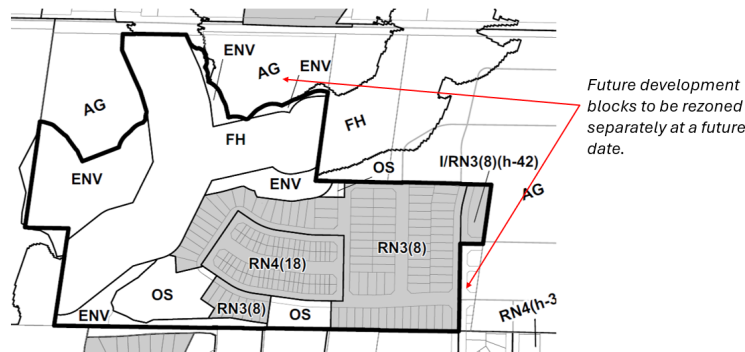 ENV
AG
ENV
AG
FH
FH
Future development
blocks to be rezoned
separately at a future
date.
I/RN3(8)(h-42)
OS
ENV
ENV
AG
RN3(8)
RN4(18)
OS
RN3(8)
OS
ENV
RN4(h-3